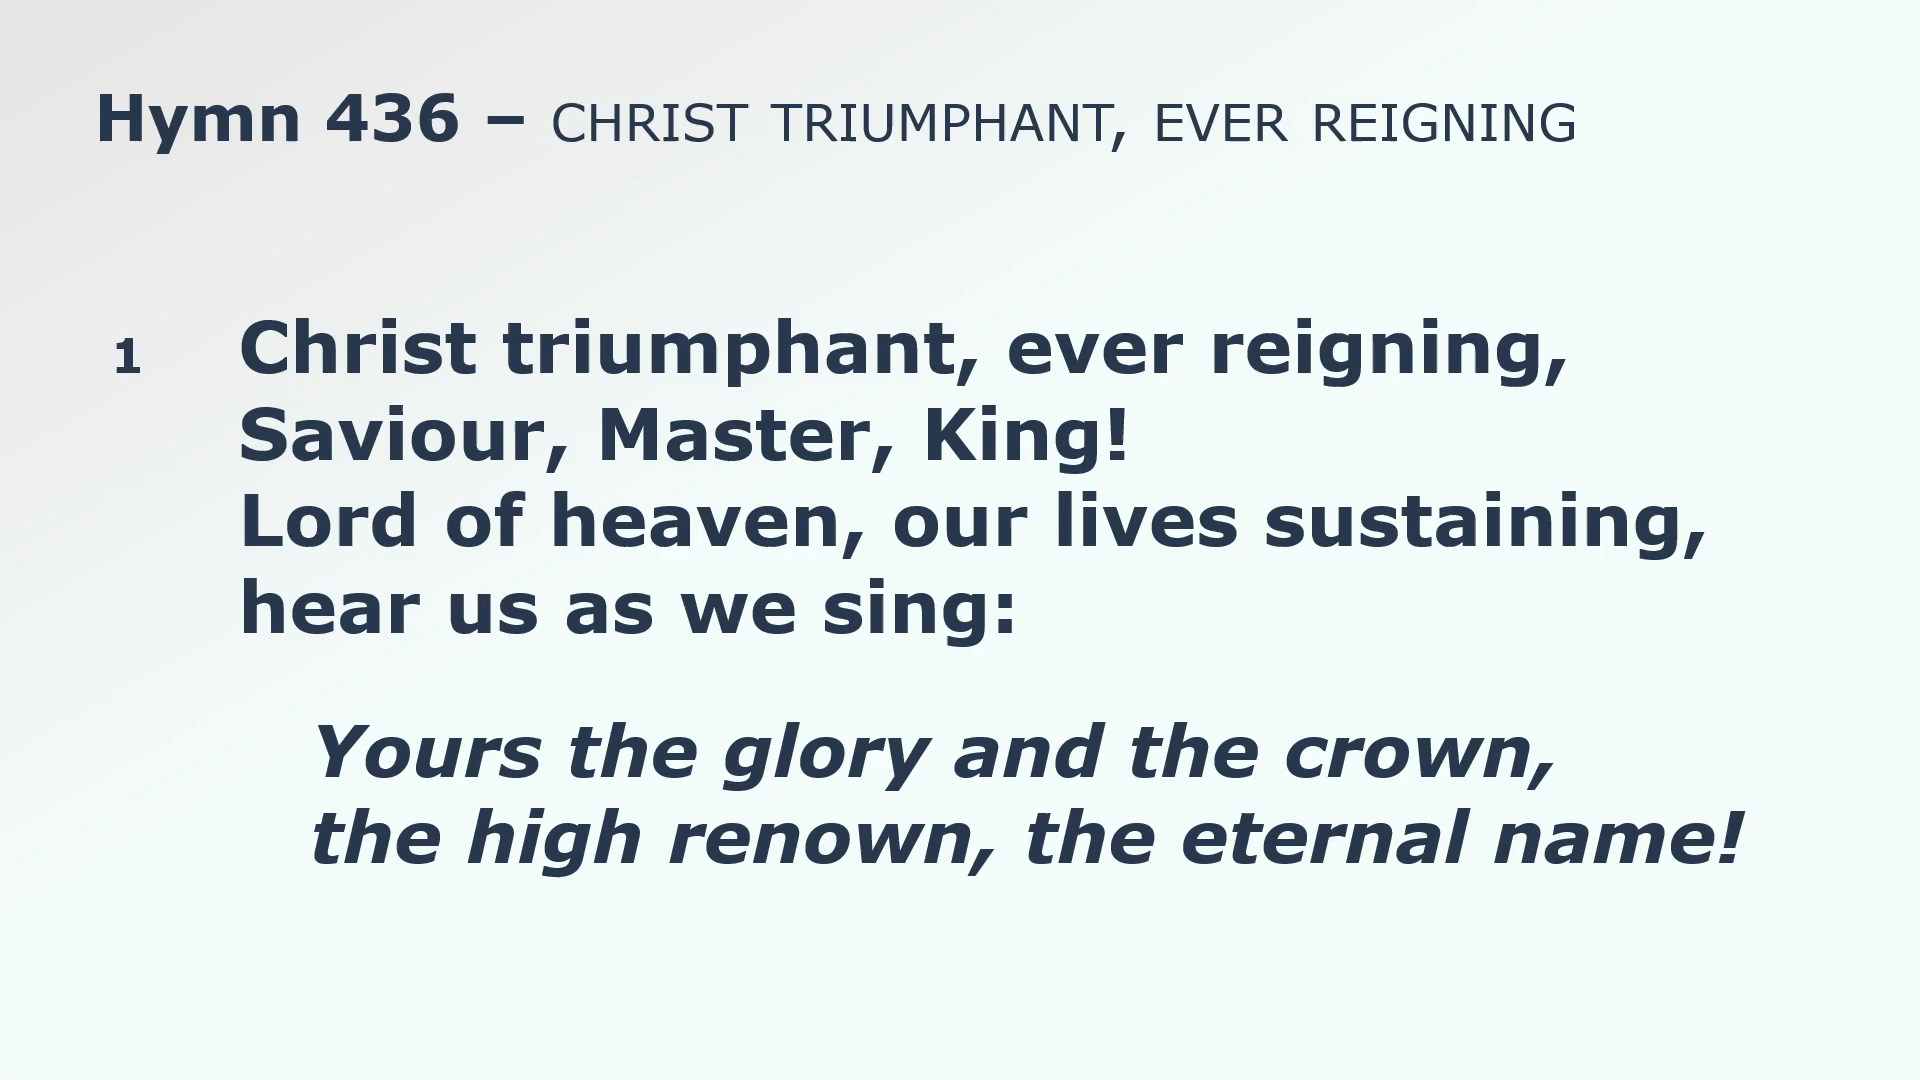 Hymn 436 – CHRIST TRIUMPHANT, EVER REIGNING
1 Christ triumphant, ever reigning,
Saviour, Master, King!
Lord of heaven, our lives sustaining,
hear us as we sing:
Yours the glory and the crown,
the high renown, the eternal name!